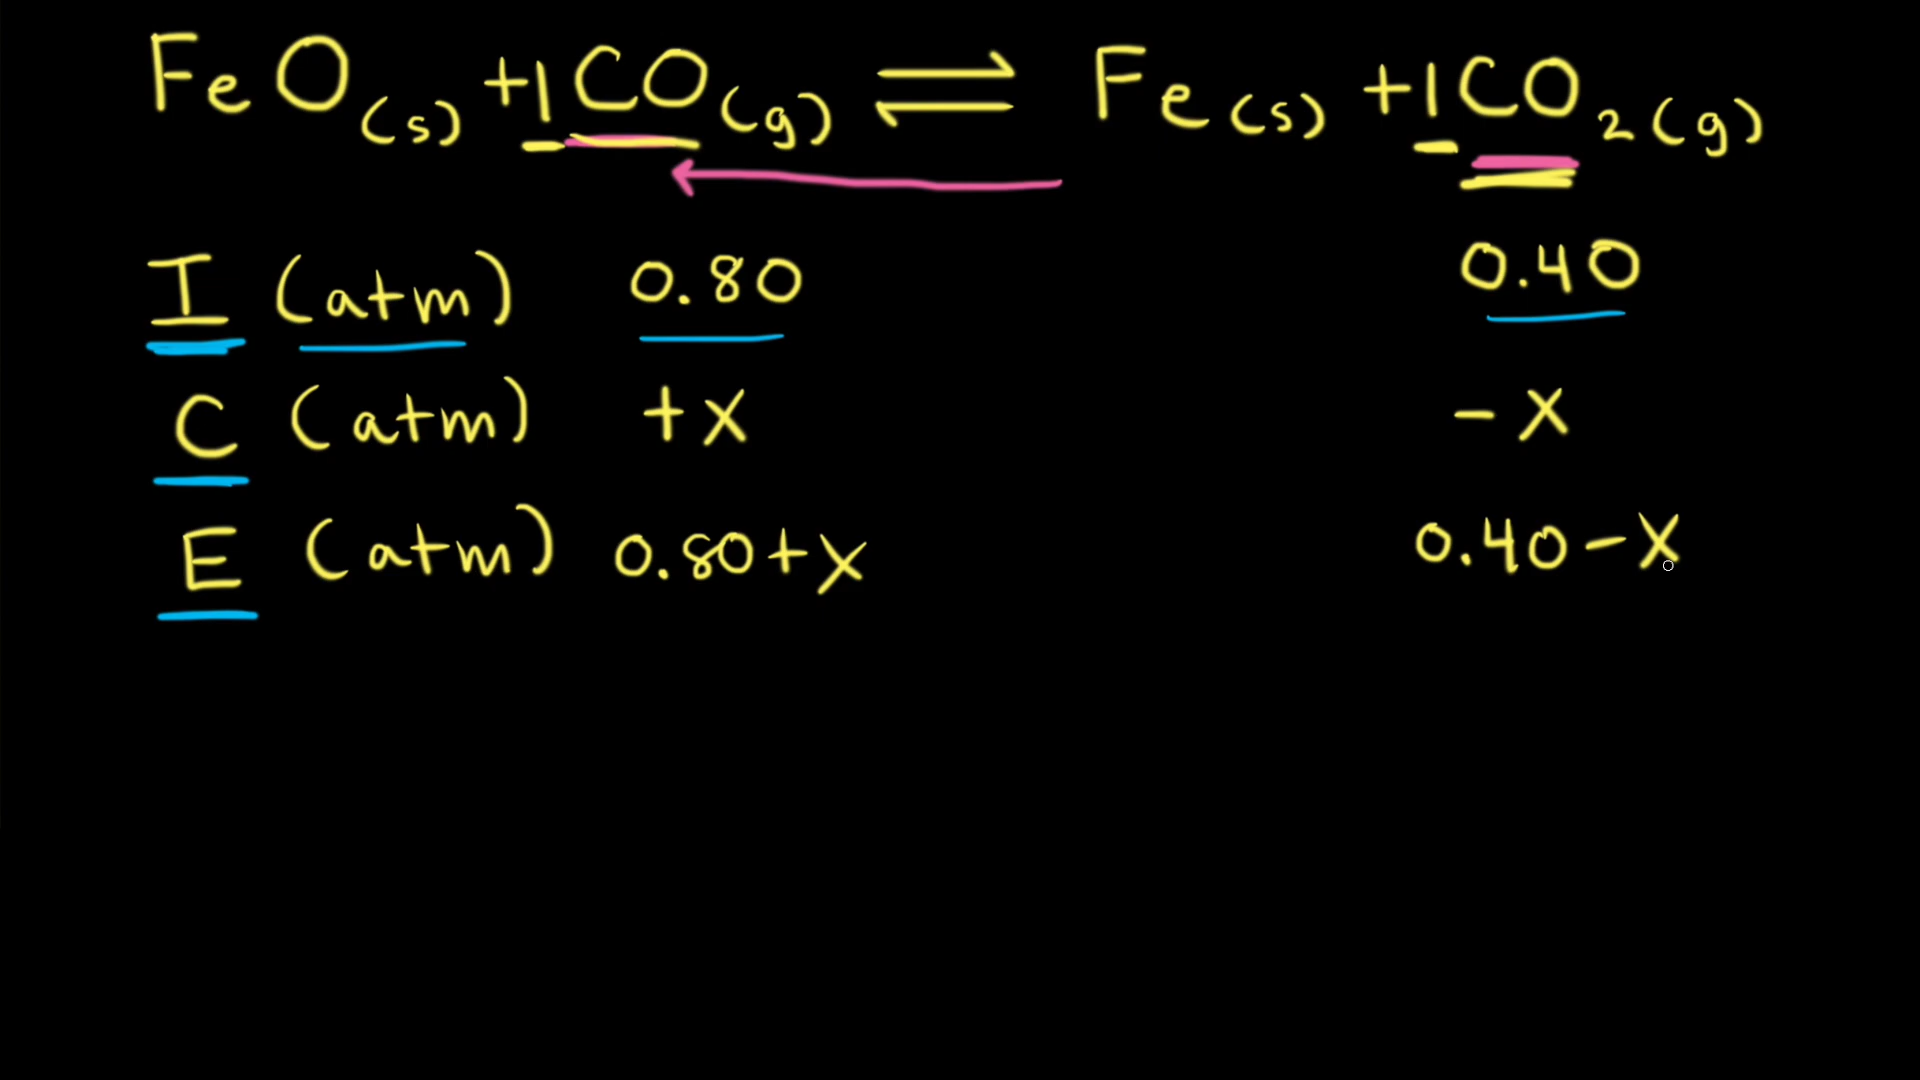 FeO(s) + 1CO(g) ⇌ Fe(s) + 1CO₂(g)
I (atm) 0.80 0.40
C (atm) +x -x
E (atm) 0.80+x 0.40-x